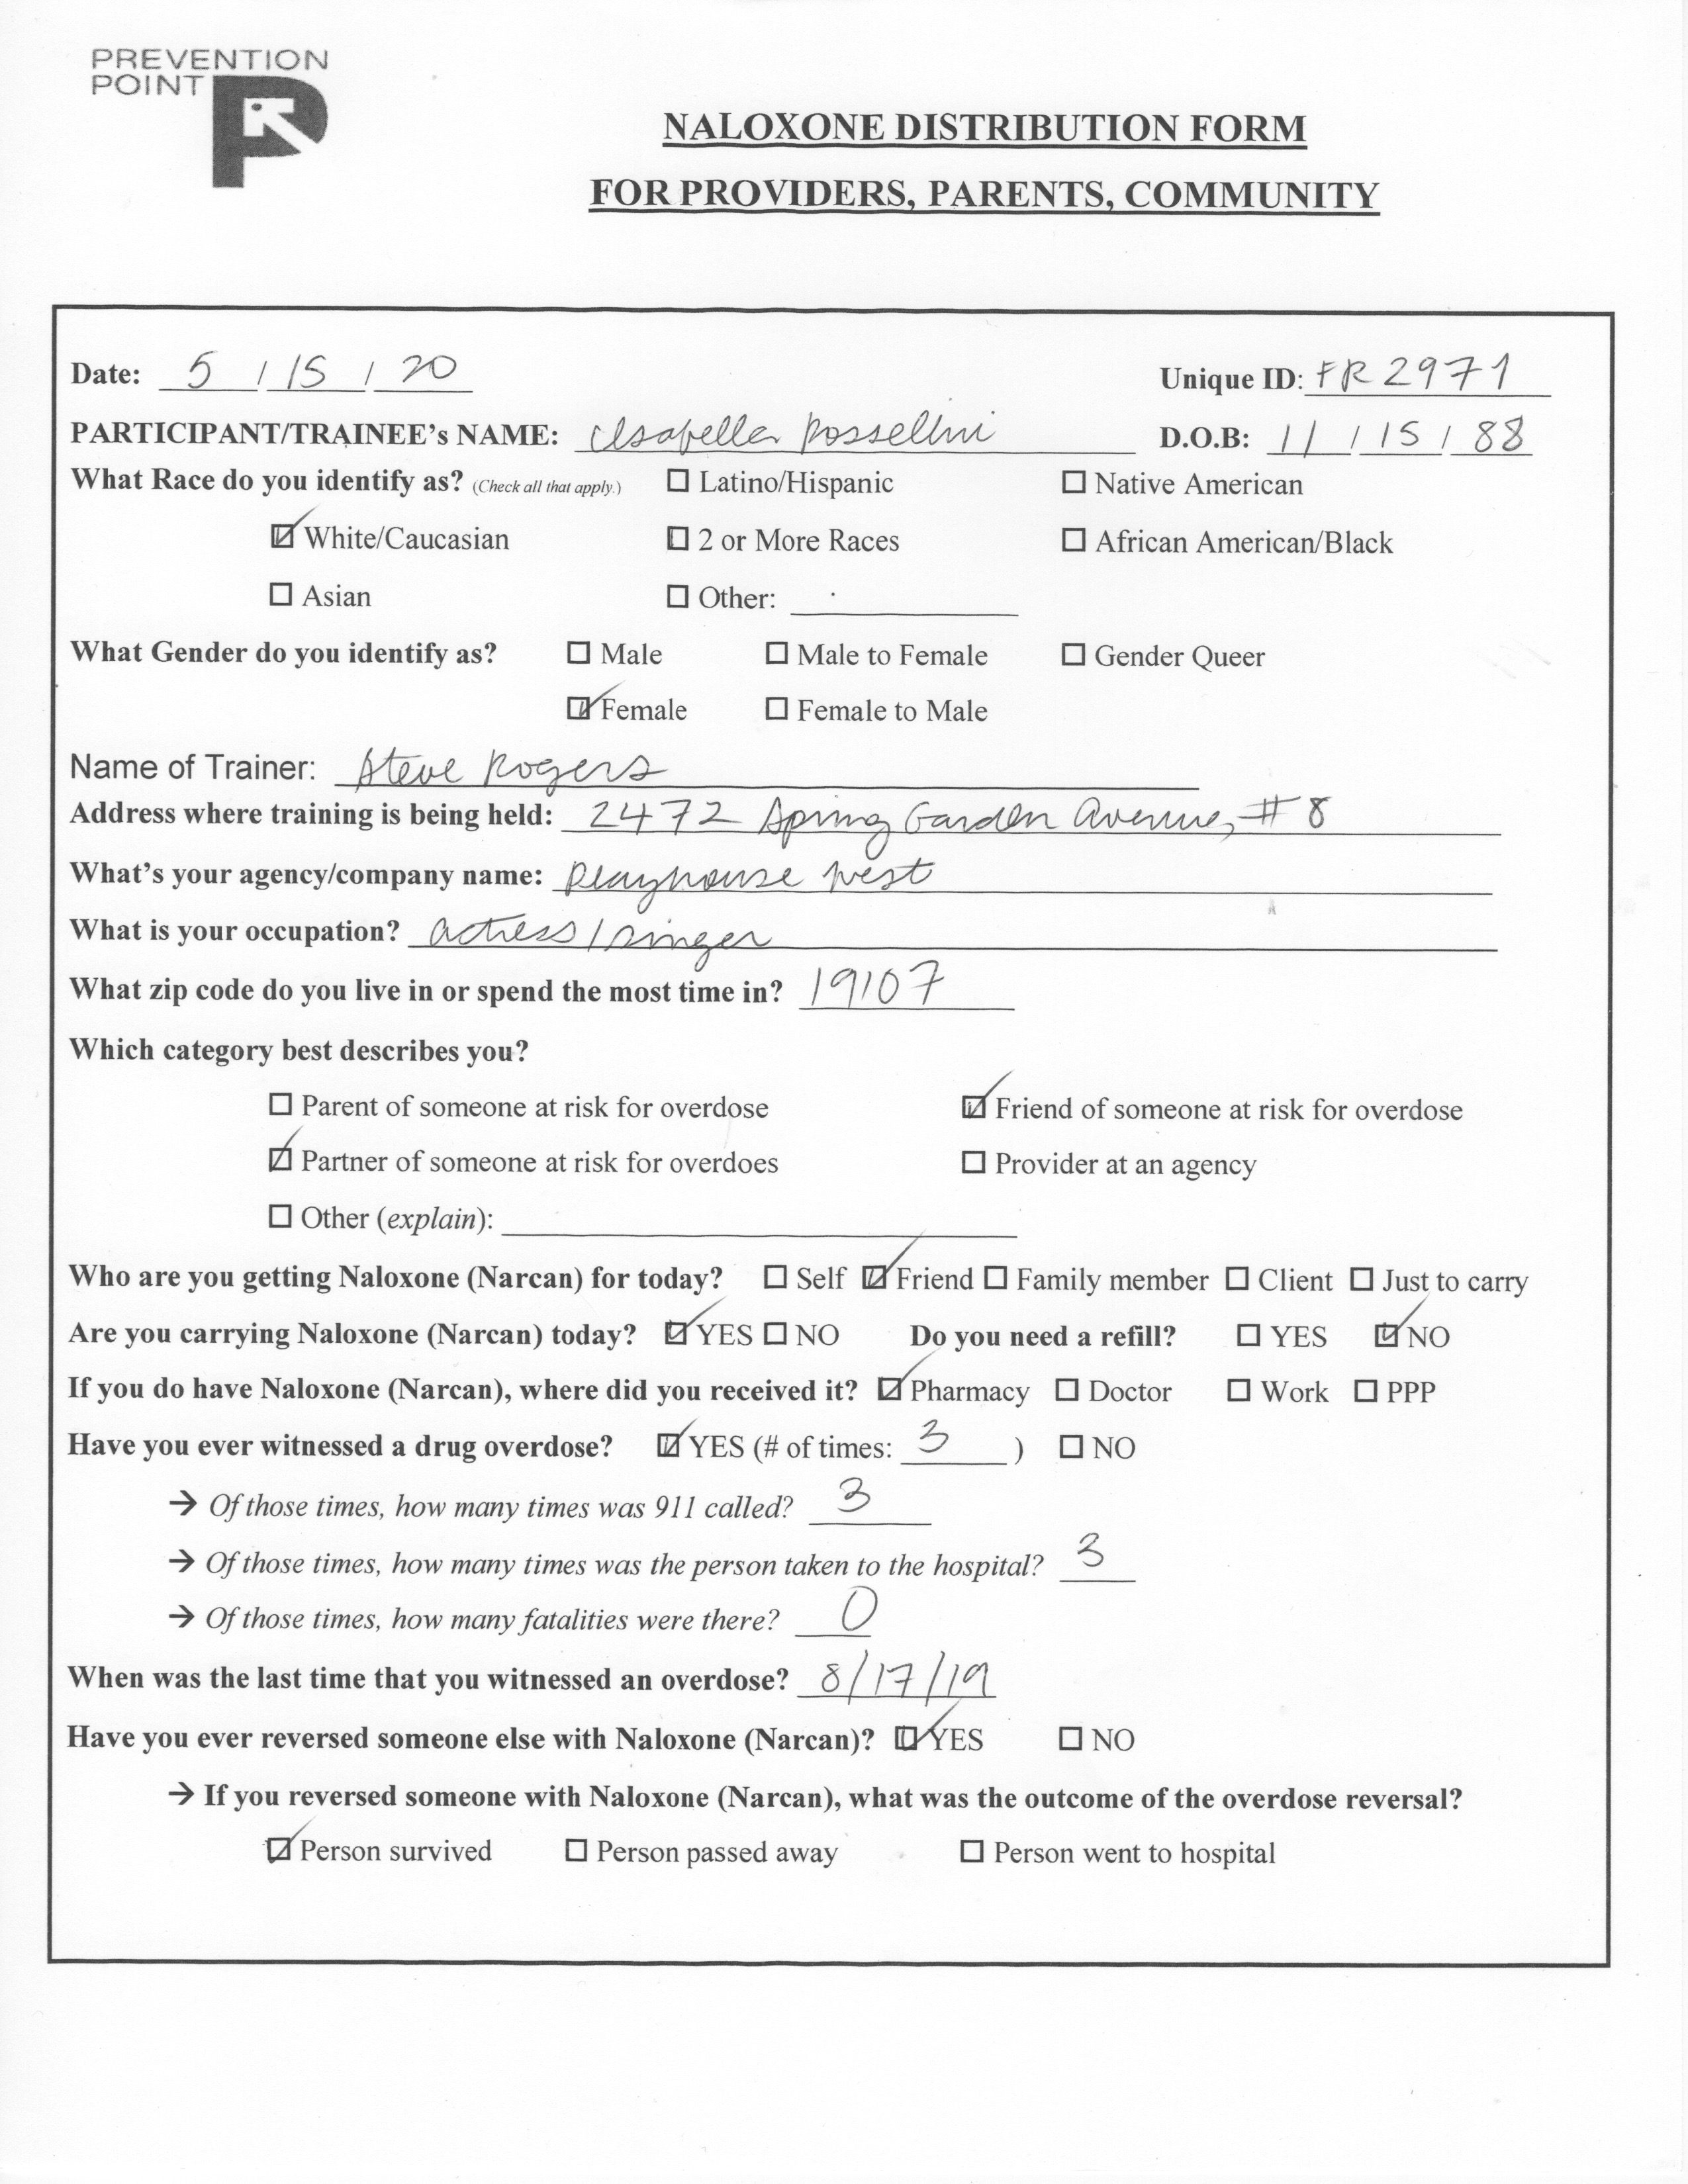 PREVENTION
POINT
NALOXONE DISTRIBUTION FORM
FOR PROVIDERS, PARENTS, COMMUNITY
Date: 5 / 15 / 20 Unique ID: FR2971
PARTICIPANT/TRAINEE's NAME: Isabella Rossellini D.O.B: 11 / 15 / 88
What Race do you identify as? (Check all that apply.) ☐ Latino/Hispanic ☐ Native American
☑ White/Caucasian ☐ 2 or More Races ☐ African American/Black
☐ Asian ☐ Other:
What Gender do you identify as? ☐ Male ☐ Male to Female ☐ Gender Queer
☑ Female ☐ Female to Male
Name of Trainer: Steve Rogers
Address where training is being held: 2472 Spring Garden Avenue, #8
What's your agency/company name: Playhouse West
What is your occupation? actress/singer
What zip code do you live in or spend the most time in? 19107
Which category best describes you?
☐ Parent of someone at risk for overdose ☑ Friend of someone at risk for overdose
☑ Partner of someone at risk for overdoes ☐ Provider at an agency
☐ Other (explain):
Who are you getting Naloxone (Narcan) for today? ☐ Self ☑ Friend ☐ Family member ☐ Client ☐ Just to carry
Are you carrying Naloxone (Narcan) today? ☑ YES ☐ NO Do you need a refill? ☐ YES ☑ NO
If you do have Naloxone (Narcan), where did you received it? ☑ Pharmacy ☐ Doctor ☐ Work ☐ PPP
Have you ever witnessed a drug overdose? ☑ YES (# of times: 3 ) ☐ NO
→ Of those times, how many times was 911 called? 3
→ Of those times, how many times was the person taken to the hospital? 3
→ Of those times, how many fatalities were there? 0
When was the last time that you witnessed an overdose? 8/17/19
Have you ever reversed someone else with Naloxone (Narcan)? ☑ YES ☐ NO
→ If you reversed someone with Naloxone (Narcan), what was the outcome of the overdose reversal?
☑ Person survived ☐ Person passed away ☐ Person went to hospital